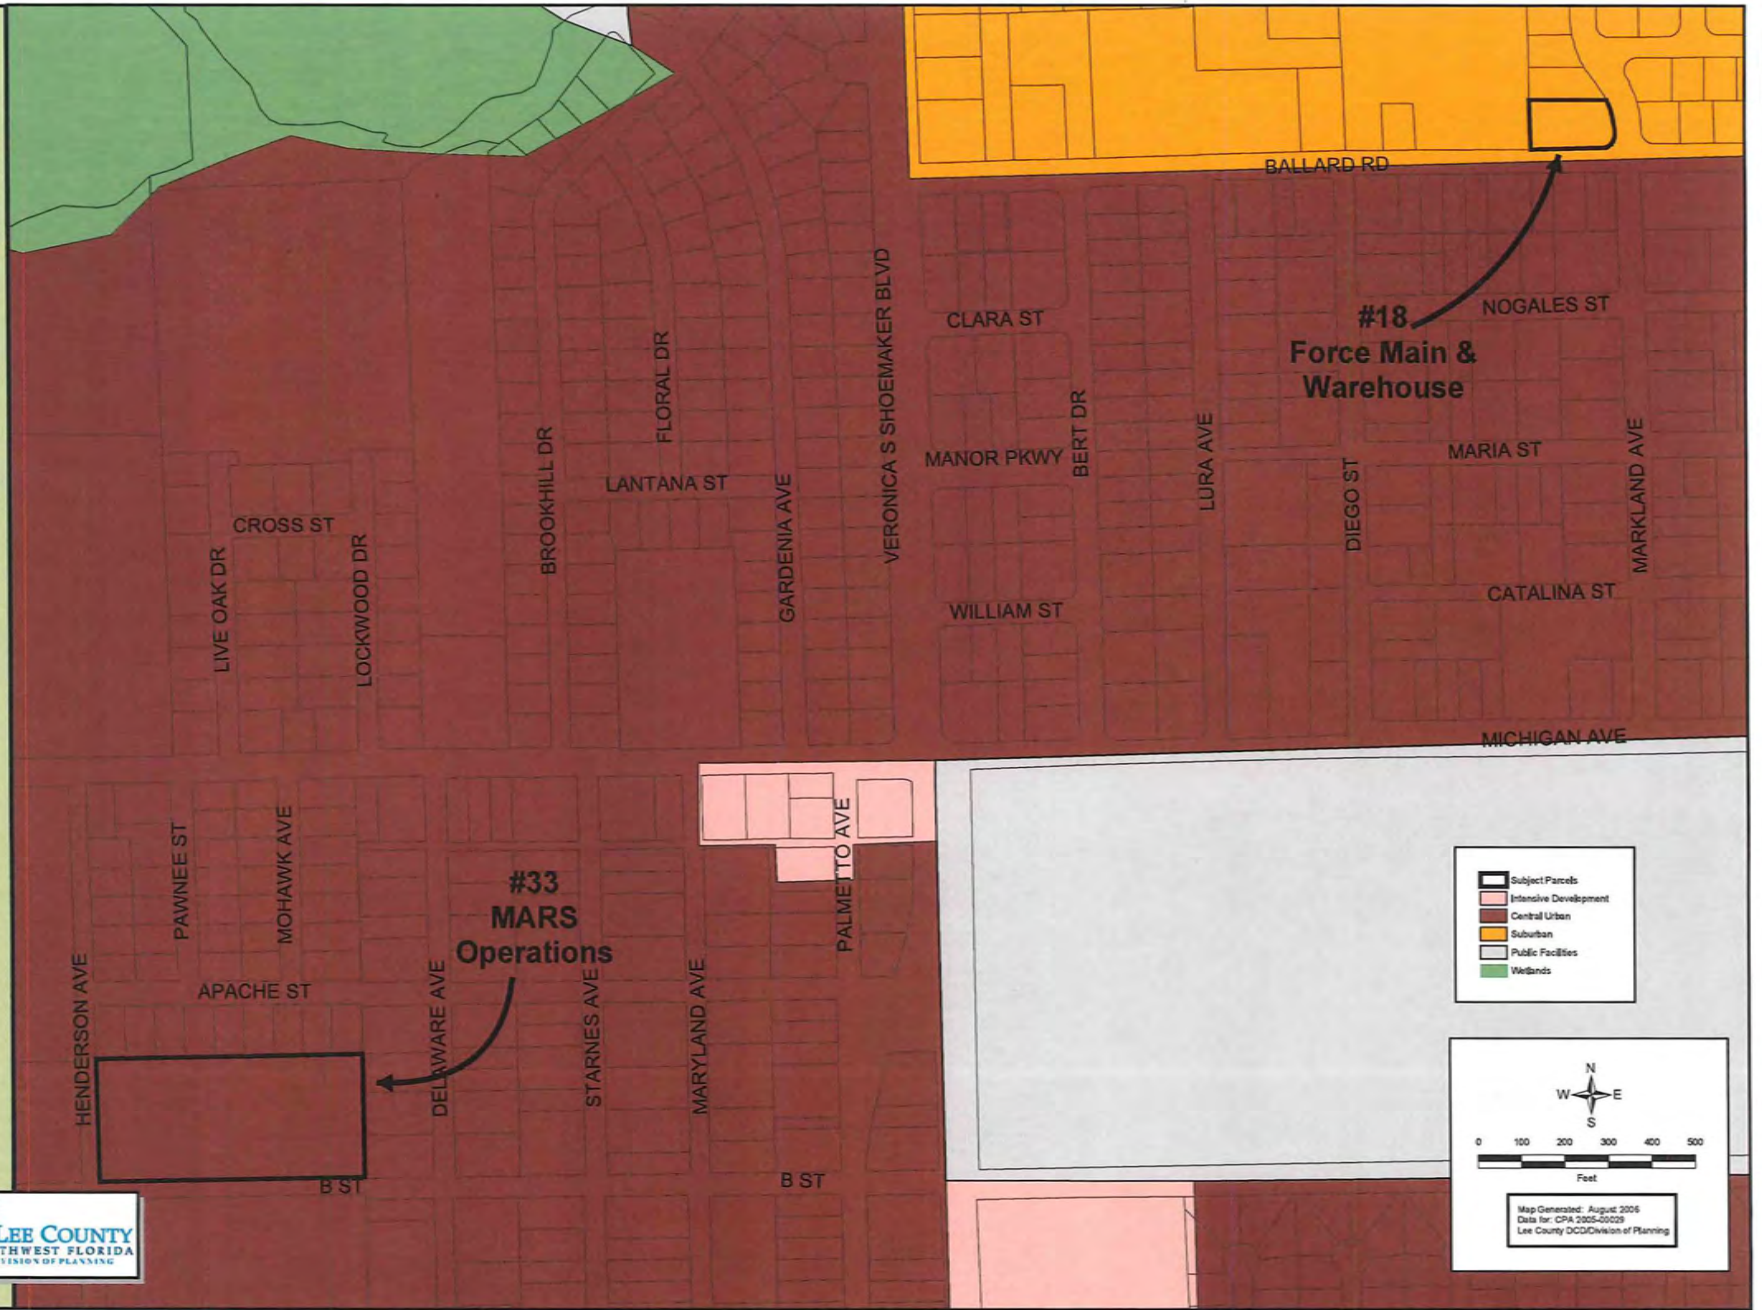 BALLARD RD
NOGALES ST
#18
Force Main &
Warehouse
CLARA ST
VERONICA S SHOEMAKER BLVD
FLORAL DR
BERT DR
MANOR PKWY
LURA AVE
MARIA ST
MARKLAND AVE
DIEGO ST
BROOKHILL DR
LANTANA ST
GARDENIA AVE
CROSS ST
LIVE OAK DR
LOCKWOOD DR
CATALINA ST
WILLIAM ST
MICHIGAN AVE
PAWNEE ST
MOHAWK AVE
PALMETTO AVE
#33
MARS
Operations
HENDERSON AVE
APACHE ST
DELAWARE AVE
STARNES AVE
MARYLAND AVE
B ST
B ST
Subject Parcels
Intensive Development
Central Urban
Suburban
Public Facilities
Wetlands
N
W E
S
0 100 200 300 400 500
Feet
Map Generated: August 2006
Data for: CPA 2005-00029
Lee County DCD/Division of Planning
LEE COUNTY
THWEST FLORIDA
VISION OF PLANNING